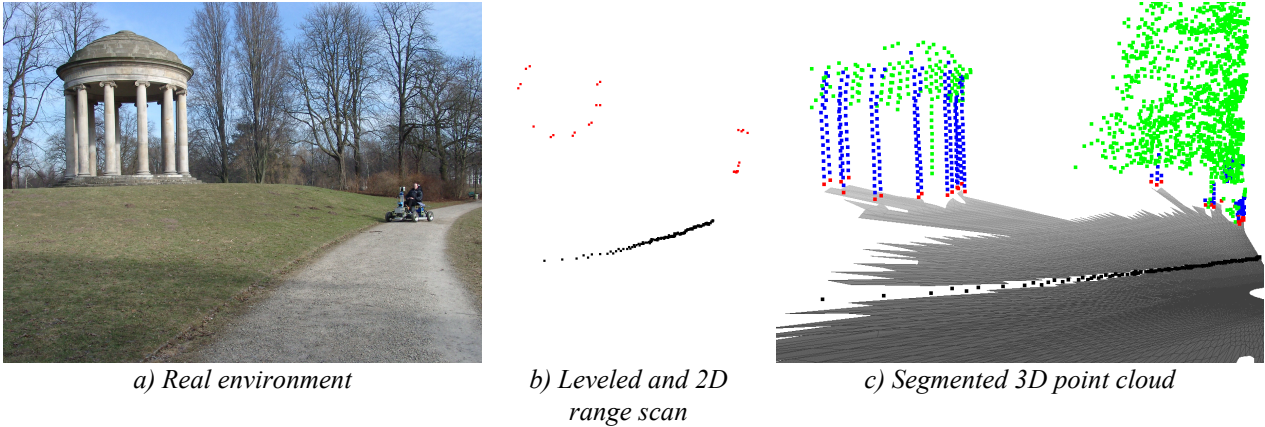 a) Real environment
b) Leveled and 2D
range scan
c) Segmented 3D point cloud